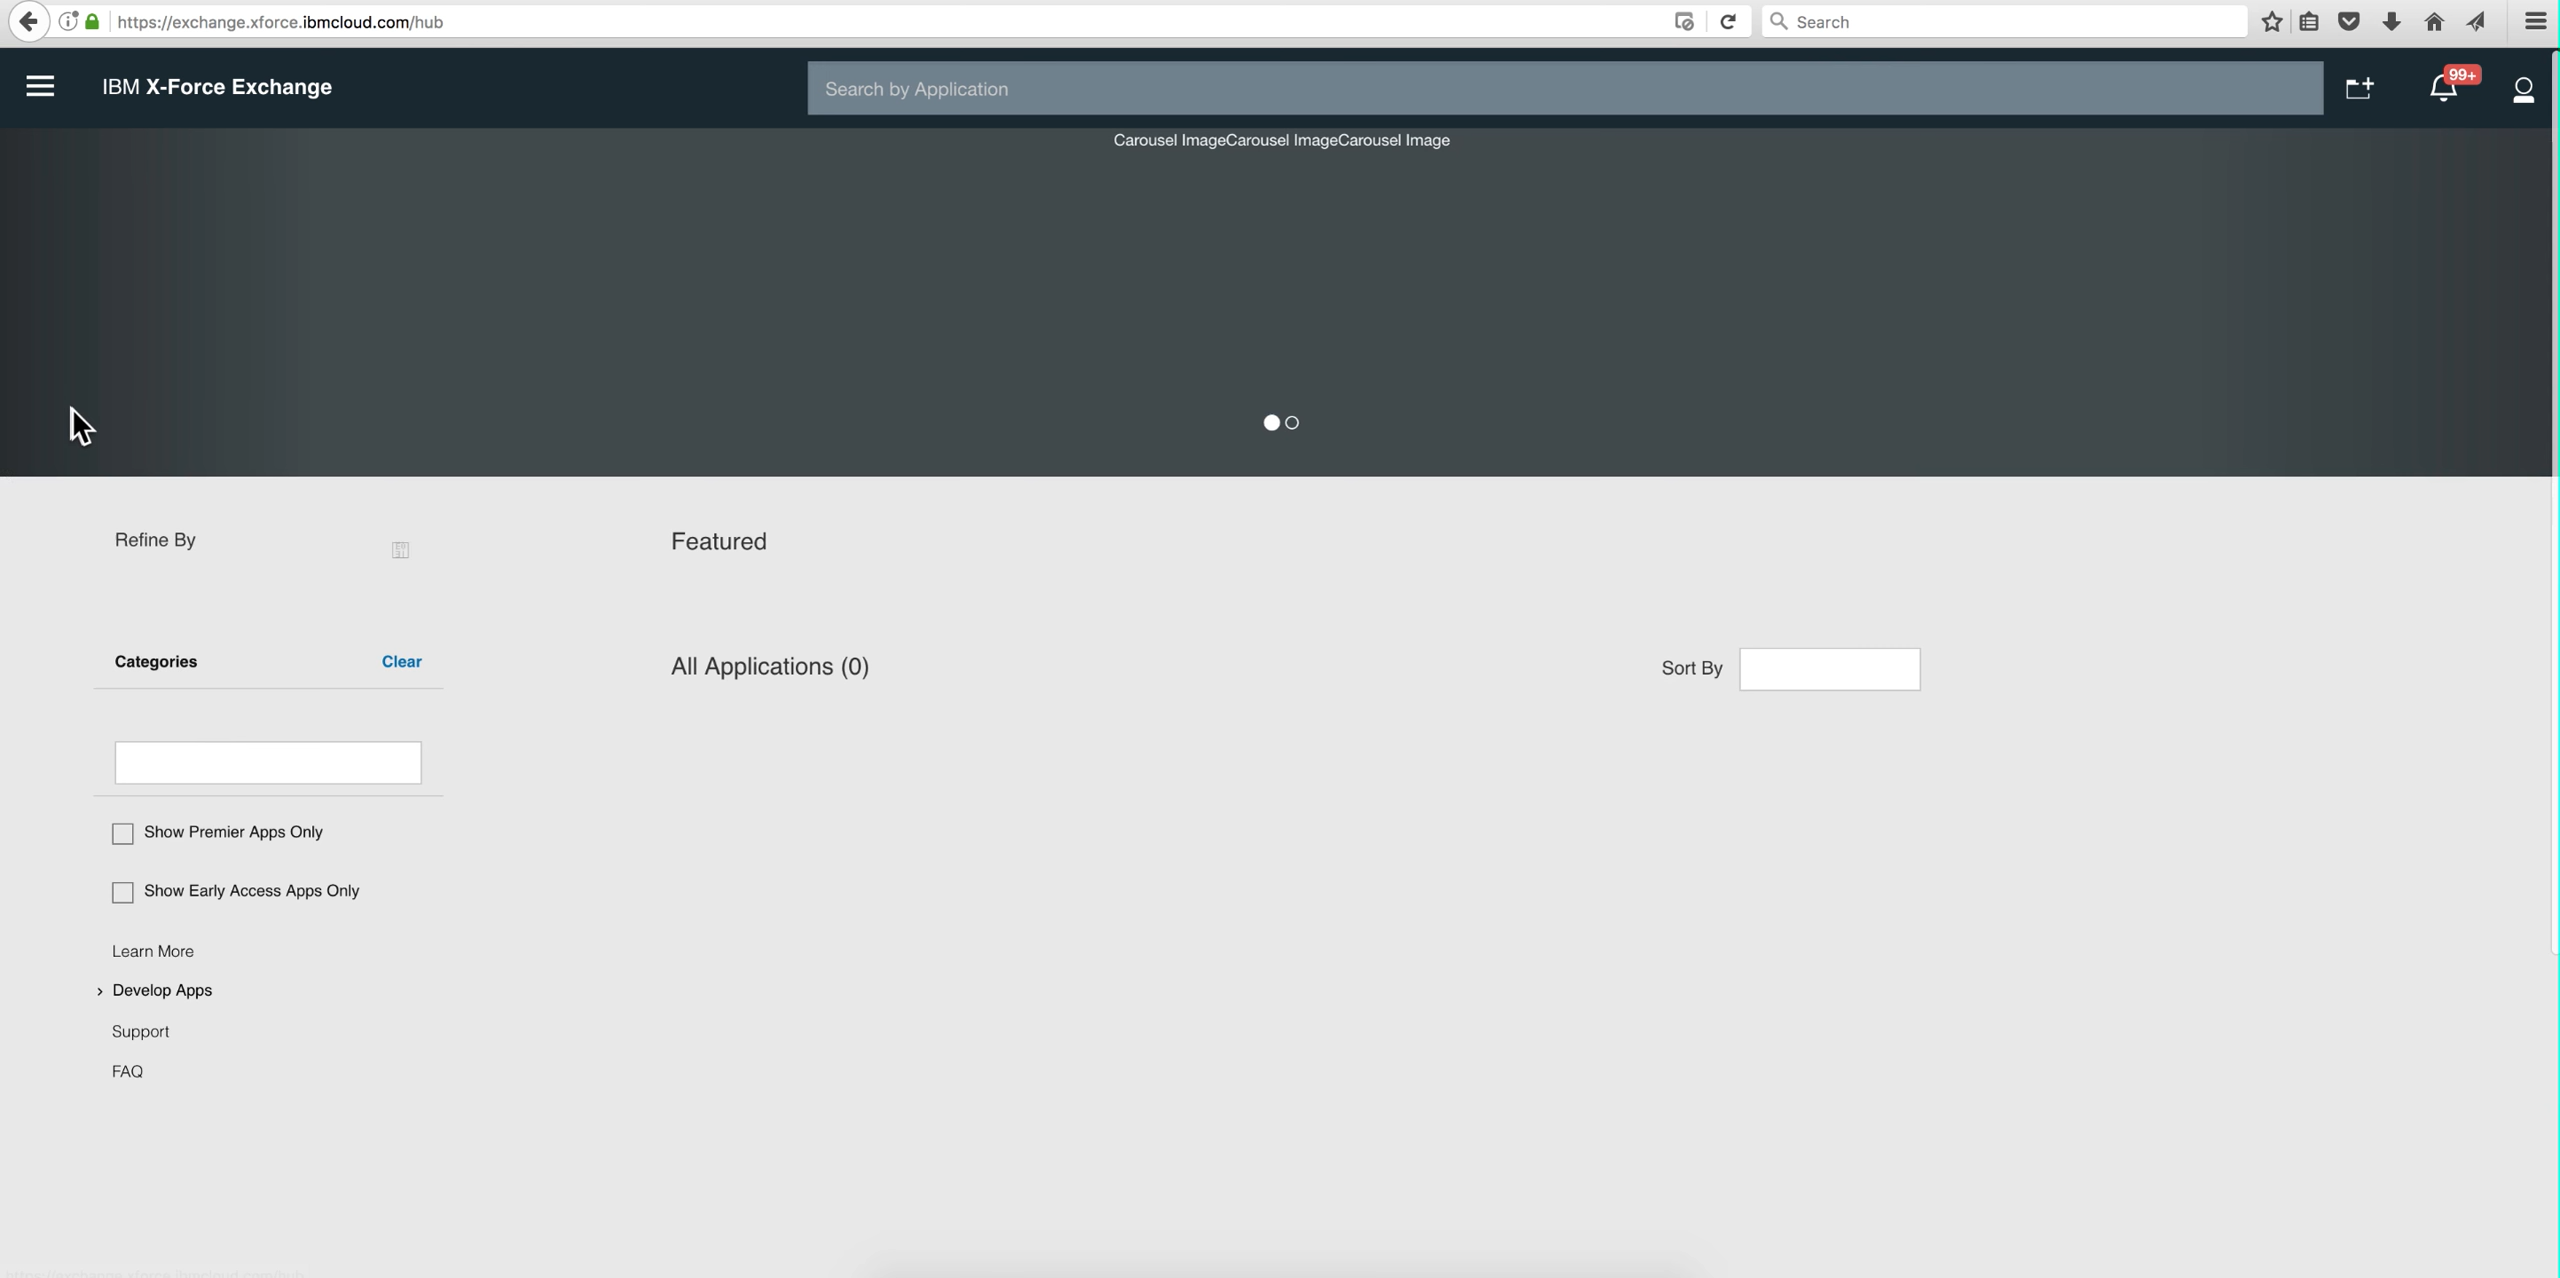 https://exchange.xforce.ibmcloud.com/hub
Search
IBM X-Force Exchange
Search by Application
99+
Carousel ImageCarousel ImageCarousel Image
Refine By
Featured
Categories
Clear
All Applications (0)
Sort By
Show Premier Apps Only
Show Early Access Apps Only
Learn More
Develop Apps
Support
FAQ